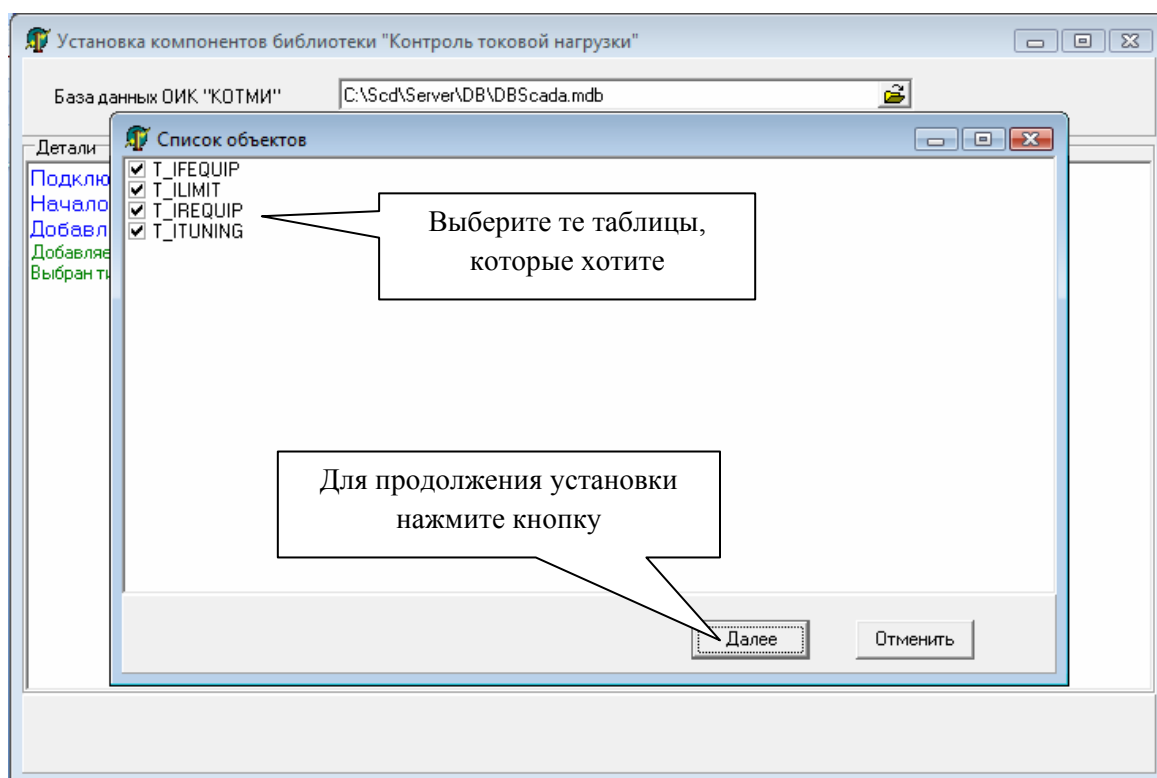 Установка компонентов библиотеки "Контроль токовой нагрузки"
База данных ОИК "КОТМИ"
C:\Scd\Server\DB\DBScada.mdb
Список объектов
Детали
Подклю
Начало
Добавл
Добавляе
Выбран
T_IFEQUIP
T_ILIMIT
T_IREQUIP
T_ITUNING
Выберите те таблицы,
которые хотите
Для продолжения установки
нажмите кнопку
Далее
Отменить